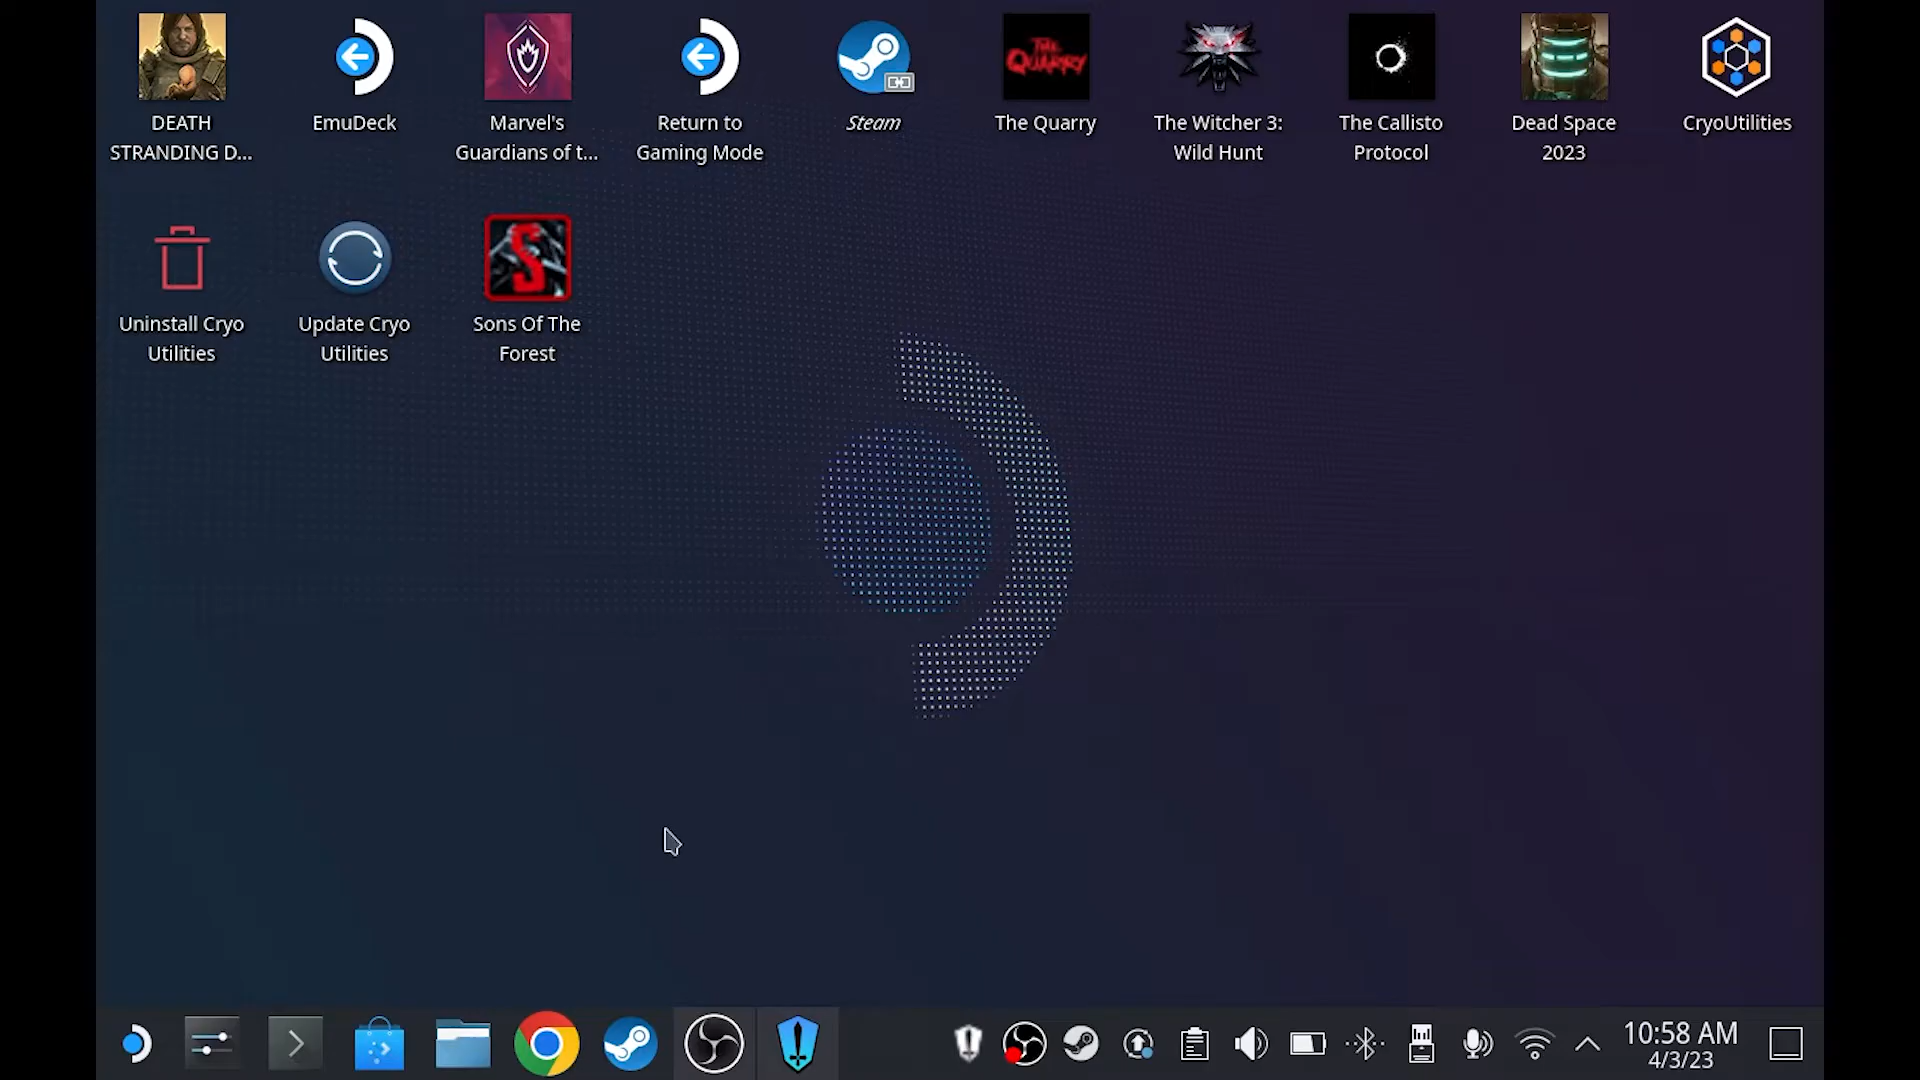 DEATH
STRANDING D...
EmuDeck
Marvel's
Guardians of t...
Return to
Gaming Mode
Steam
THE
QUARRY
The Quarry
The Witcher 3:
Wild Hunt
The Callisto
Protocol
Dead Space
2023
CryoUtilities
Uninstall Cryo
Utilities
Update Cryo
Utilities
S
Sons Of The
Forest
10:58 AM
4/3/23